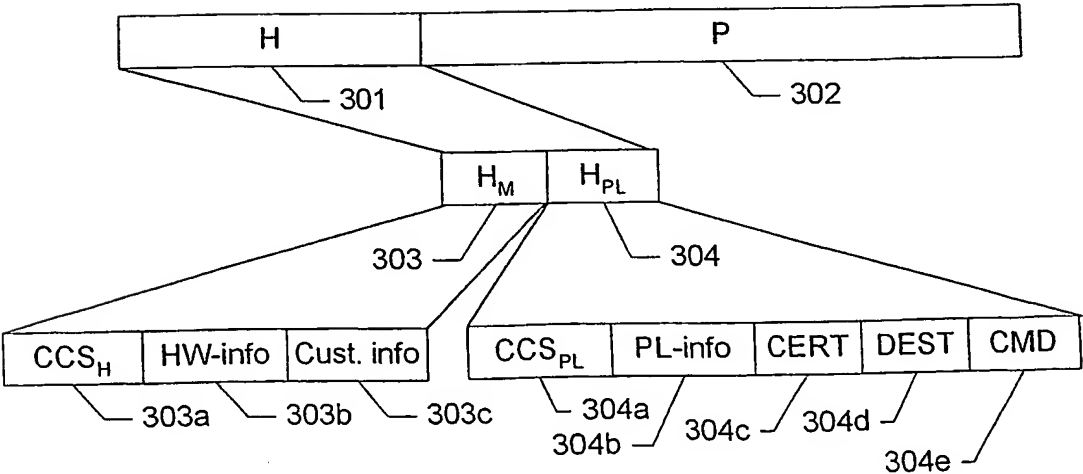 H P
301 302
H_M H_PL
303 304
CCS_H HW-info Cust. info CCS_PL PL-info CERT DEST CMD
303a 303b 303c 304a 304b 304c 304d 304e